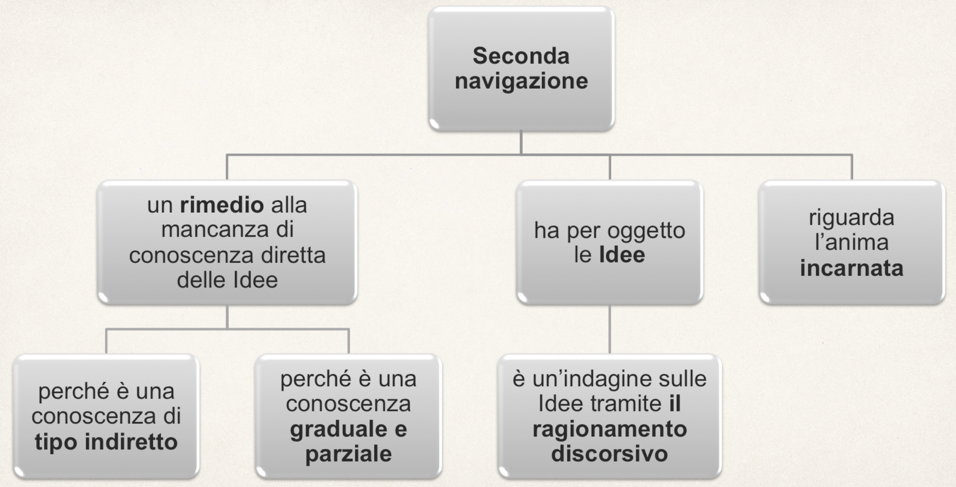 Seconda
navigazione
un rimedio alla
mancanza di
conoscenza diretta
delle Idee
ha per oggetto
le Idee
riguarda
l’anima
incarnata
perché è una
conoscenza di
tipo indiretto
perché è una
conoscenza
graduale e
parziale
è un’indagine sulle
Idee tramite il
ragionamento
discorsivo